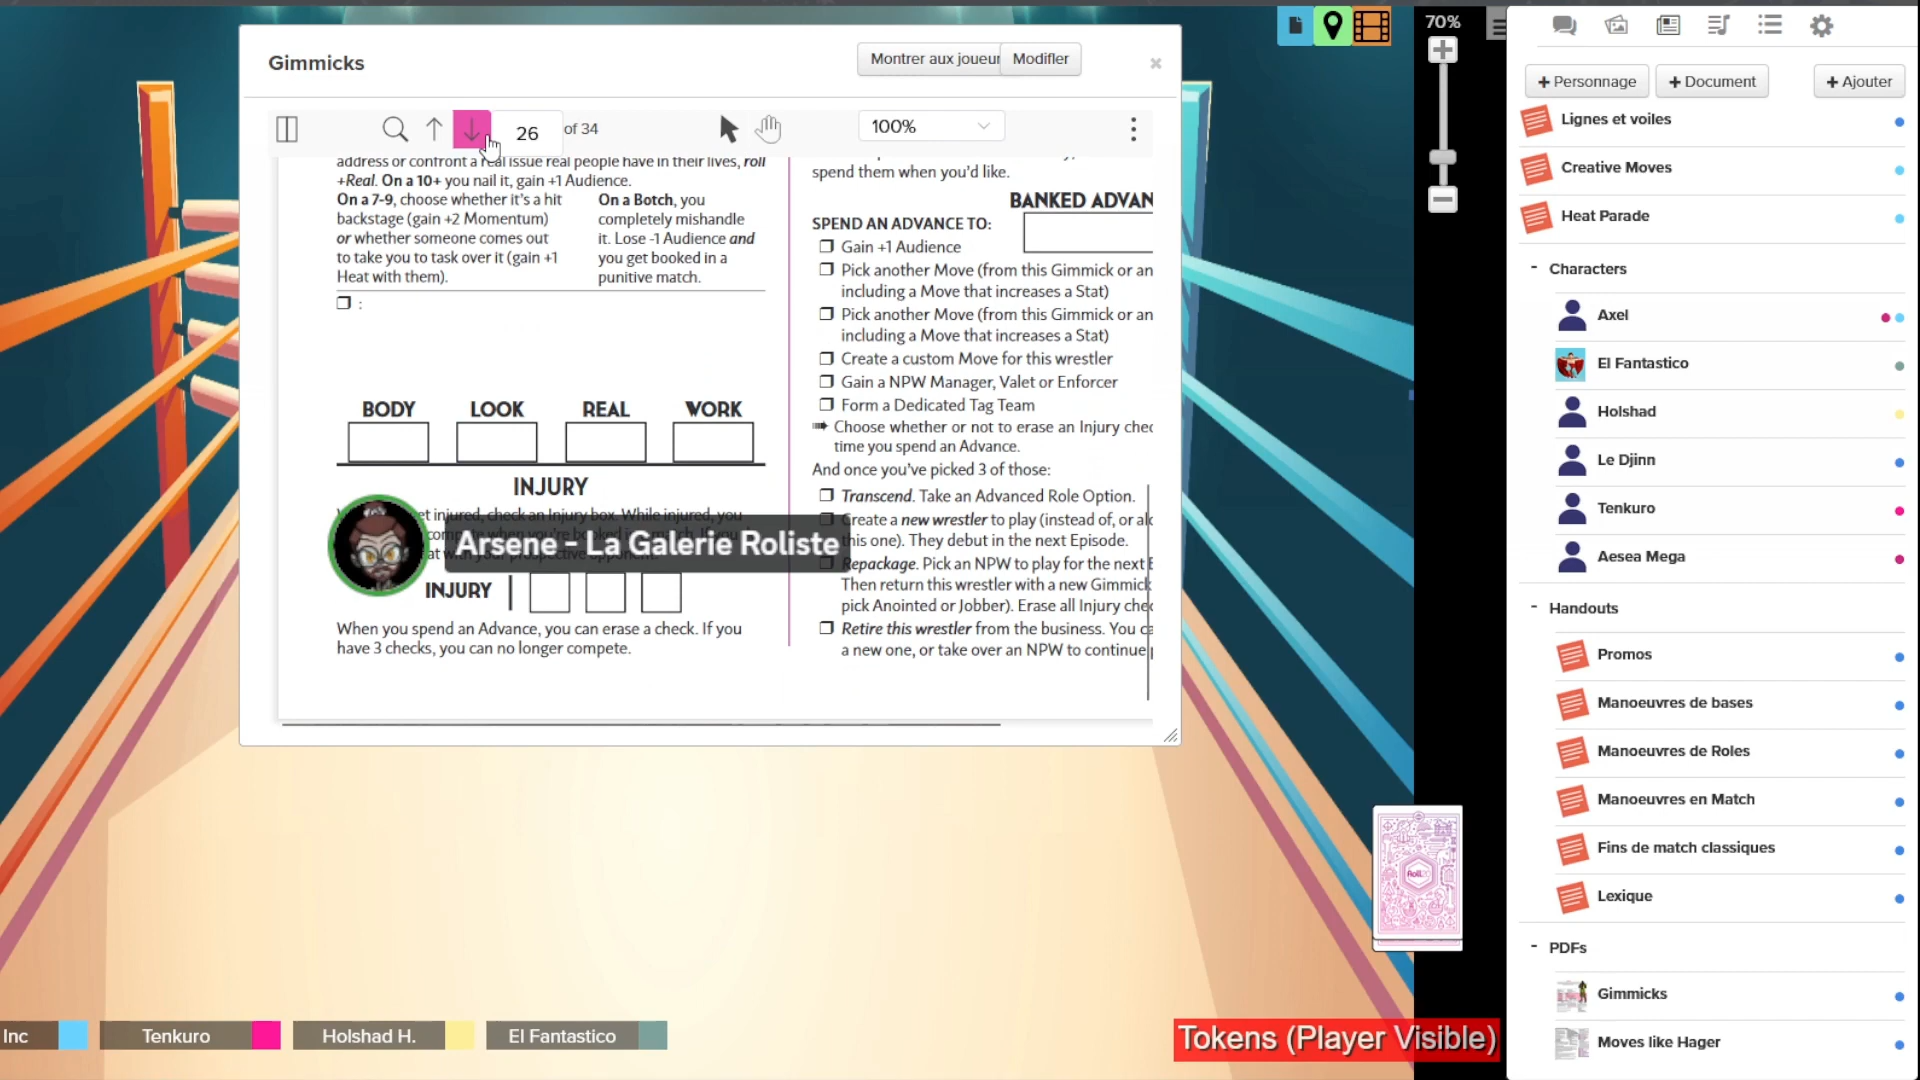 Gimmicks
Montrer aux joueur
Modifier
26
of 34
100%
address or confront a real issue real people have in their lives, roll
+Real. On a 10+ you nail it, gain +1 Audience.
On a 7-9, choose whether it's a hit
backstage (gain +2 Momentum)
or whether someone comes out
to take you to task over it (gain +1
Heat with them).
On a Botch, you
completely mishandle
it. Lose -1 Audience and
you get booked in a
punitive match.
:
BODY
LOOK
REAL
WORK
INJURY
et injured, check an Injury box. While injured, you
Arsene - La Galerie Roliste
INJURY
When you spend an Advance, you can erase a check. If you
have 3 checks, you can no longer compete.
spend them when you'd like.
BANKED ADVAN
SPEND AN ADVANCE TO:
Gain +1 Audience
Pick another Move (from this Gimmick or an
including a Move that increases a Stat)
Pick another Move (from this Gimmick or an
including a Move that increases a Stat)
Create a custom Move for this wrestler
Gain a NPW Manager, Valet or Enforcer
Form a Dedicated Tag Team
Choose whether or not to erase an Injury chec
time you spend an Advance.
And once you've picked 3 of those:
Transcend. Take an Advanced Role Option.
Create a new wrestler to play (instead of, or alo
this one). They debut in the next Episode.
Repackage. Pick an NPW to play for the next E
Then return this wrestler with a new Gimmick
pick Anointed or Jobber). Erase all Injury chec
Retire this wrestler from the business. You ca
a new one, or take over an NPW to continue p
70%
Personnage
Document
Ajouter
Lignes et voiles
Creative Moves
Heat Parade
Characters
Axel
El Fantastico
Holshad
Le Djinn
Tenkuro
Aesea Mega
Handouts
Promos
Manoeuvres de bases
Manoeuvres de Roles
Manoeuvres en Match
Fins de match classiques
Lexique
PDFs
Gimmicks
Moves like Hager
Roll20
Inc
Tenkuro
Holshad H.
El Fantastico
Tokens (Player Visible)